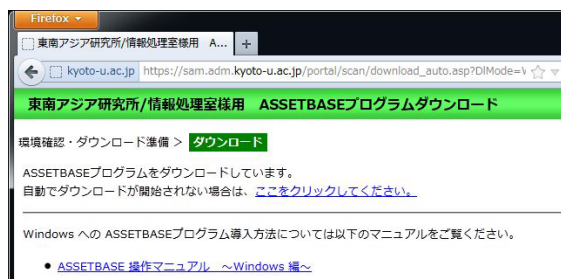 Firefox
東南アジア研究所/情報処理室様用 A...
kyoto-u.ac.jp https://sam.adm.kyoto-u.ac.jp/portal/scan/download_auto.asp?DlMode=
東南アジア研究所/情報処理室様用 ASSETBASEプログラムダウンロード
環境確認・ダウンロード準備 > ダウンロード
ASSETBASEプログラムをダウンロードしています。
自動でダウンロードが開始されない場合は、ここをクリックしてください。
Windows への ASSETBASEプログラム導入方法については以下のマニュアルをご覧ください。
ASSETBASE 操作マニュアル ～Windows 編～